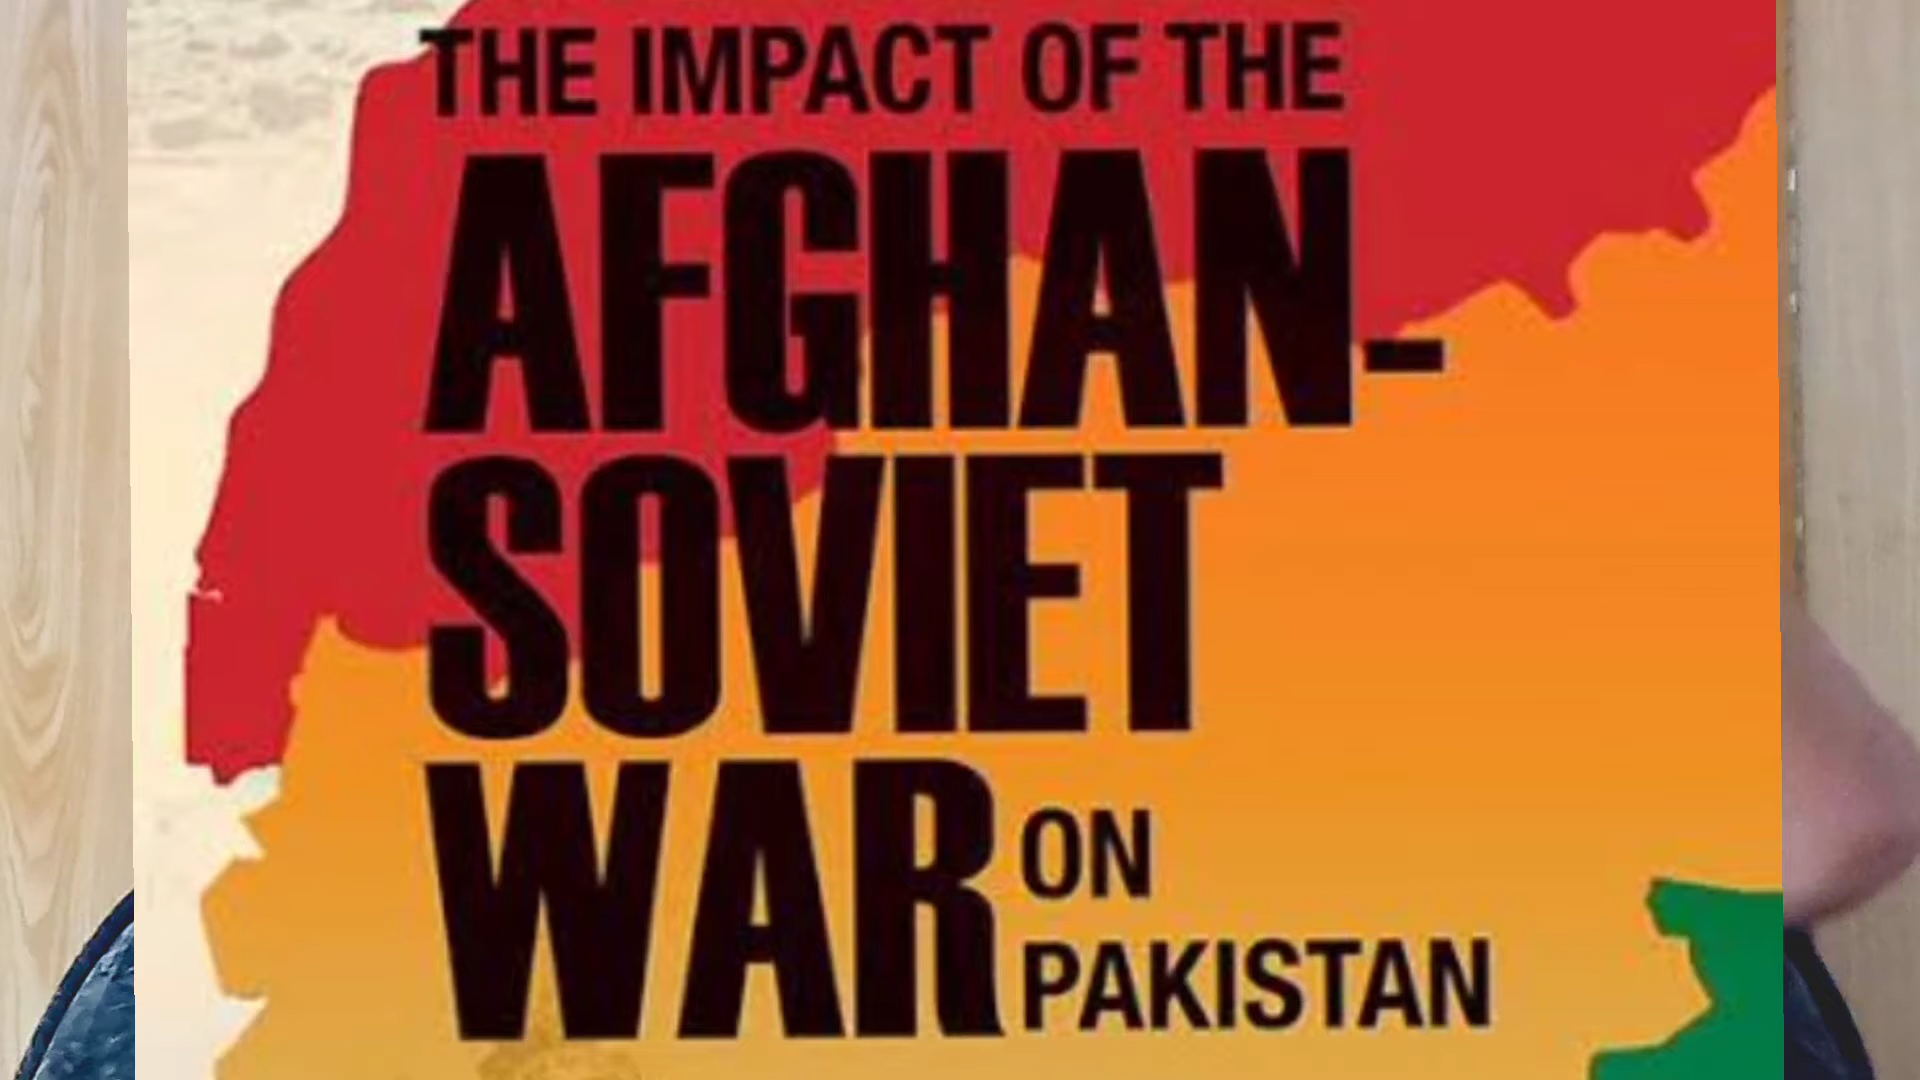 THE IMPACT OF THE
AFGHAN-
SOVIET
WAR ON
PAKISTAN